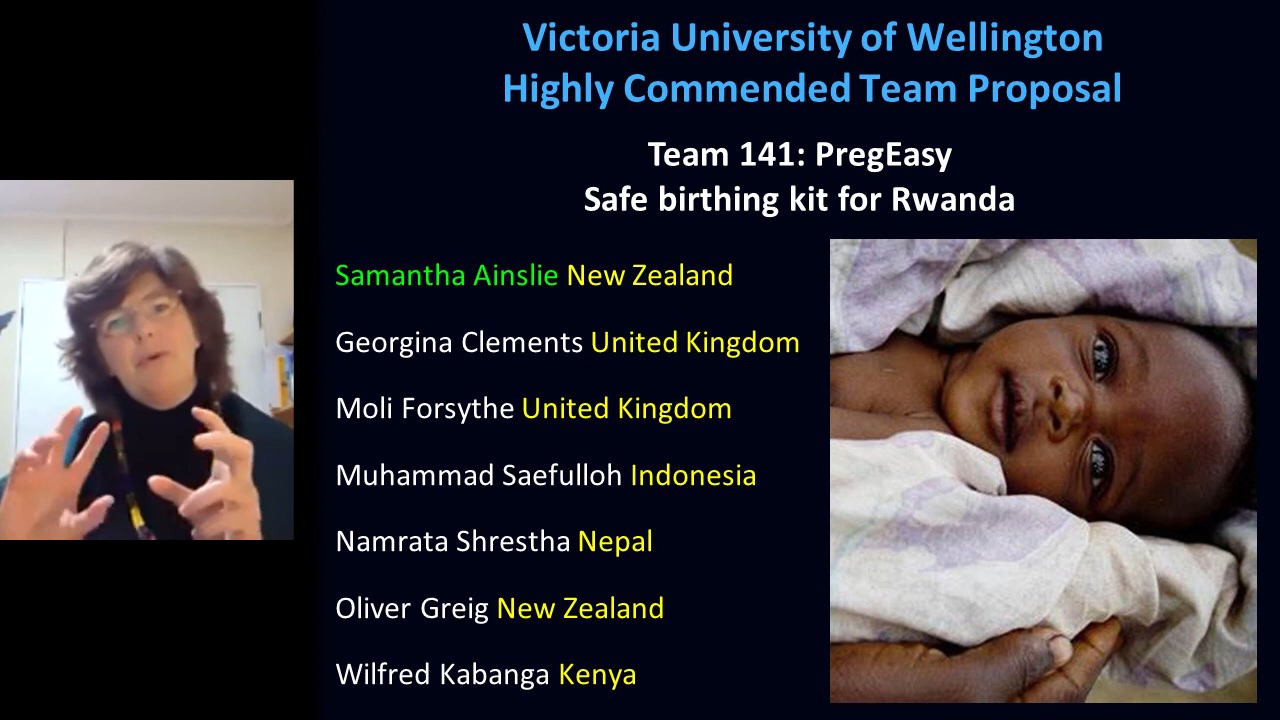 Victoria University of Wellington
Highly Commended Team Proposal
Team 141: PregEasy
Safe birthing kit for Rwanda
Samantha Ainslie New Zealand
Georgina Clements United Kingdom
Moli Forsythe United Kingdom
Muhammad Saefulloh Indonesia
Namrata Shrestha Nepal
Oliver Greig New Zealand
Wilfred Kabanga Kenya